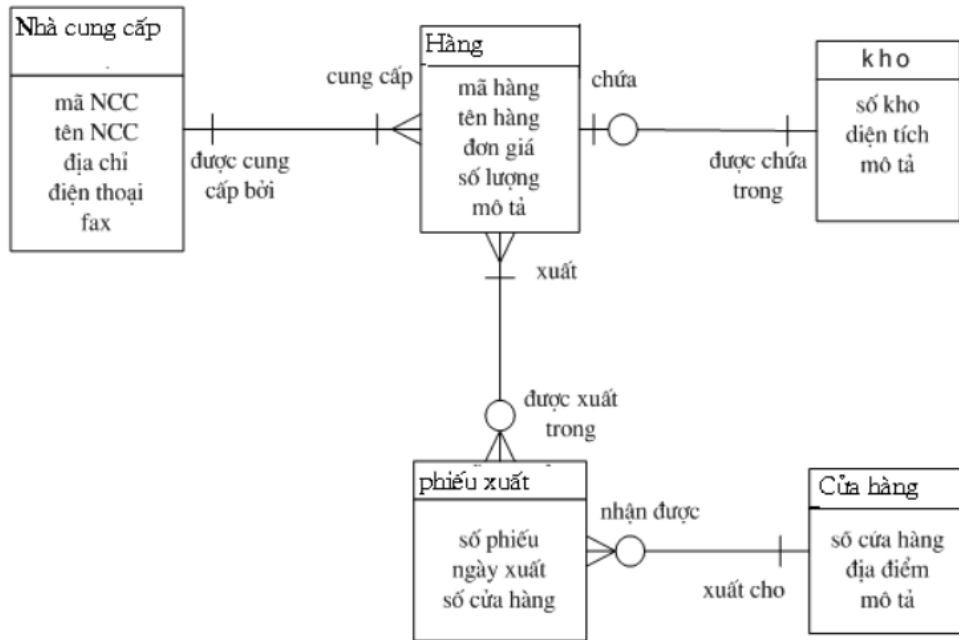 Nhà cung cấp
mã NCC
tên NCC
địa chỉ
điện thoại
fax
cung cấp
được cung
cấp bởi
Hàng
mã hàng
tên hàng
đơn giá
số lượng
mô tả
chứa
được chứa
trong
kho
số kho
diện tích
mô tả
xuất
được xuất
trong
phiếu xuất
số phiếu
ngày xuất
số cửa hàng
nhận được
xuất cho
Cửa hàng
số cửa hàng
địa điểm
mô tả